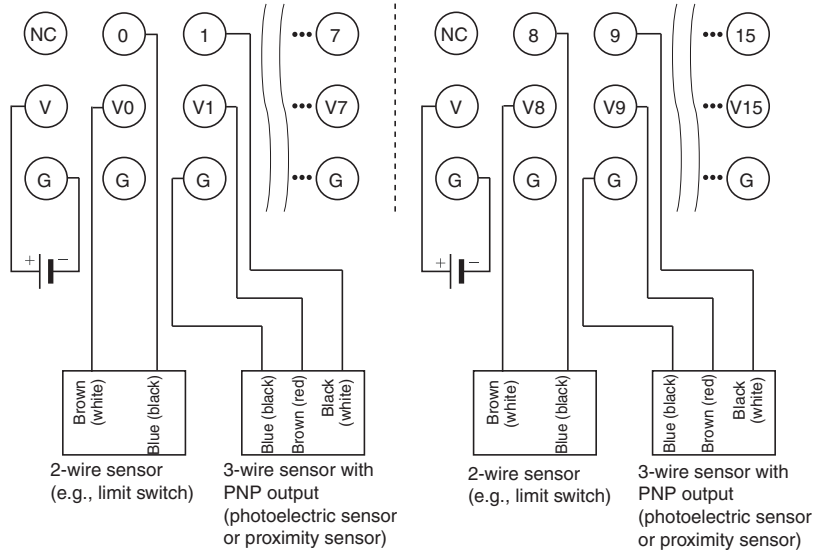 NC 0 1 ••• 7 NC 8 9 ••• 15
V V0 V1 ••• V7 V V8 V9 ••• V15
G G G ••• G G G G ••• G
+ − + −
Brown (white)
Blue (black)
Blue (black)
Brown (red)
Black (white)
Brown (white)
Blue (black)
Blue (black)
Brown (red)
Black (white)
2-wire sensor
(e.g., limit switch)
3-wire sensor with
PNP output
(photoelectric sensor
or proximity sensor)
2-wire sensor
(e.g., limit switch)
3-wire sensor with
PNP output
(photoelectric sensor
or proximity sensor)